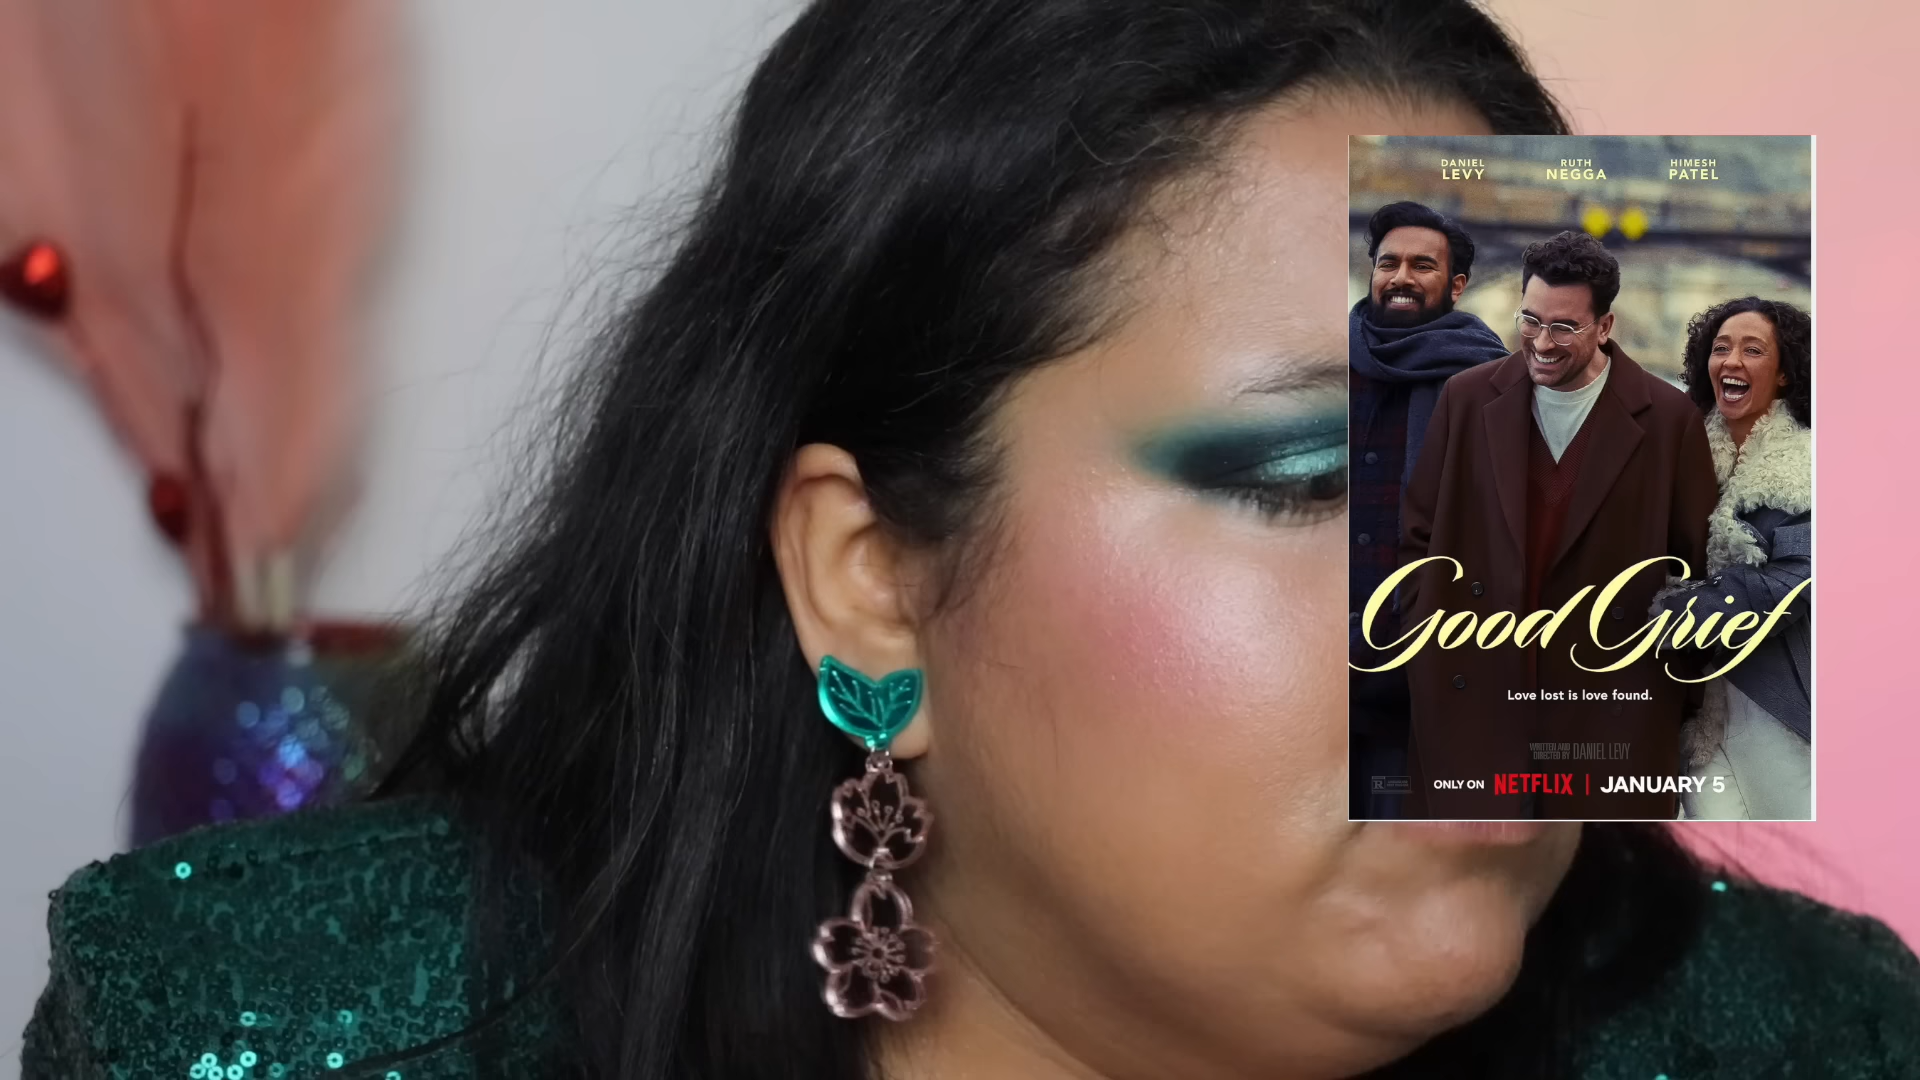 DANIEL LEVY
RUTH NEGGA
HIMESH PATEL
Good Grief
Love lost is love found.
WRITTEN AND DIRECTED BY DANIEL LEVY
R
ONLY ON NETFLIX | JANUARY 5